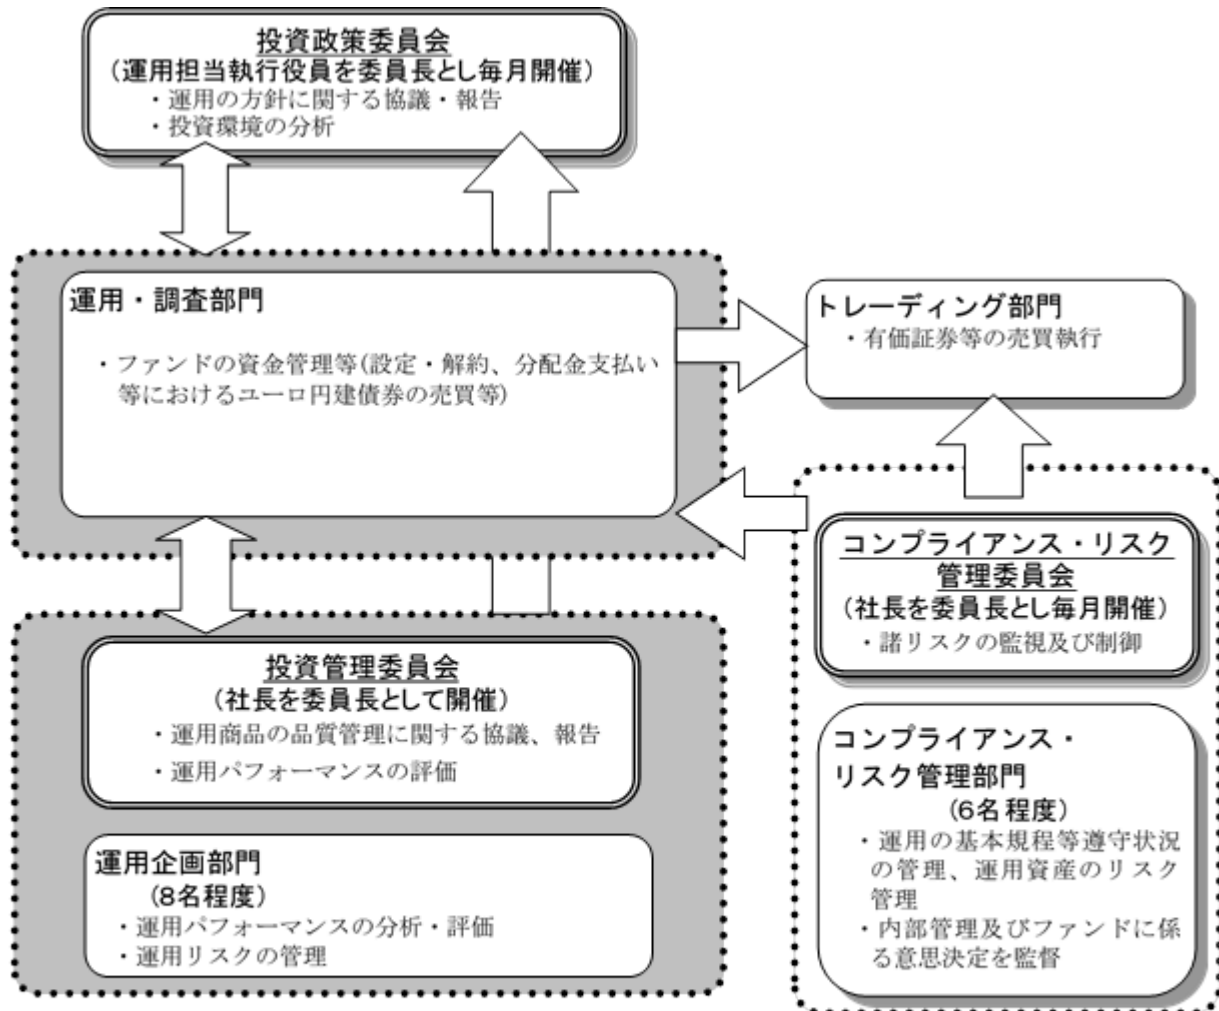 投資政策委員会
(運用担当執行役員を委員長とし毎月開催)
・運用の方針に関する協議・報告
・投資環境の分析
運用・調査部門
・ファンドの資金管理等(設定・解約、分配金支払い
等におけるユーロ円建債券の売買等)
トレーディング部門
・有価証券等の売買執行
コンプライアンス・リスク
管理委員会
(社長を委員長とし毎月開催)
・諸リスクの監視及び制御
投資管理委員会
(社長を委員長として開催)
・運用商品の品質管理に関する協議、報告
・運用パフォーマンスの評価
運用企画部門
(8名程度)
・運用パフォーマンスの分析・評価
・運用リスクの管理
コンプライアンス・
リスク管理部門
(6名程度)
・運用の基本規程等遵守状況
の管理、運用資産のリスク
管理
・内部管理及びファンドに係
る意思決定を監督